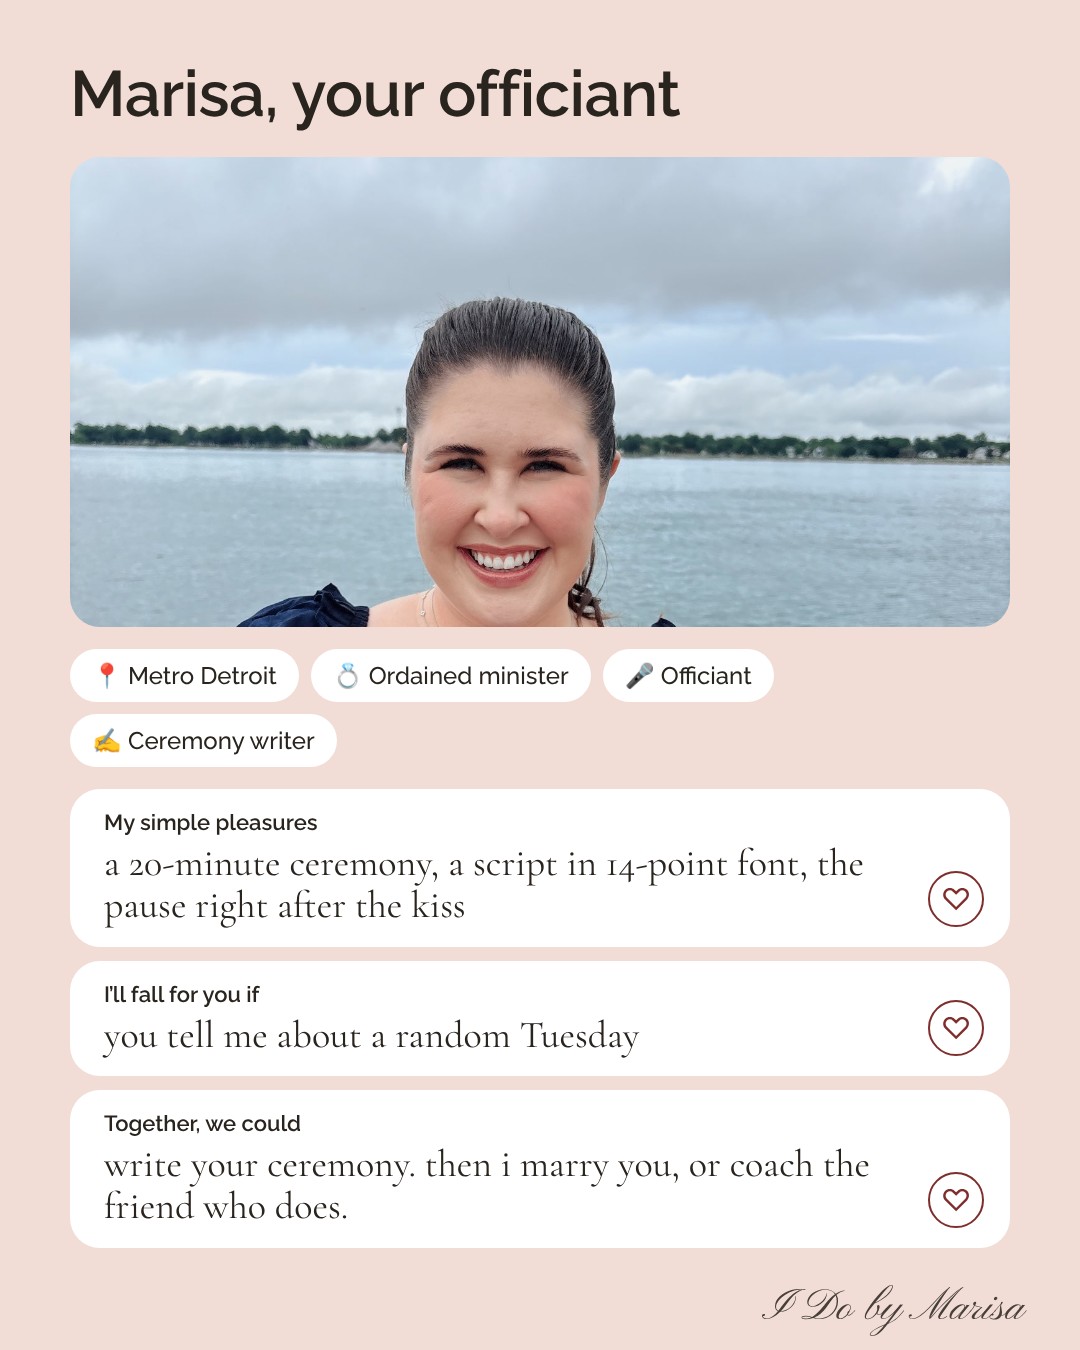 Marisa, your officiant
📍 Metro Detroit
💍 Ordained minister
🎤 Officiant
✍️ Ceremony writer
My simple pleasures
a 20-minute ceremony, a script in 14-point font, the
pause right after the kiss
I'll fall for you if
you tell me about a random Tuesday
Together, we could
write your ceremony. then i marry you, or coach the
friend who does.
I Do by Marisa